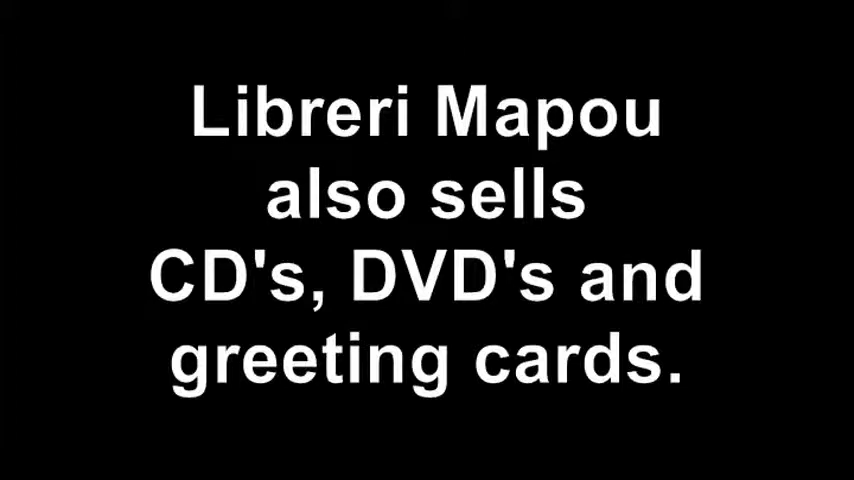 Libreri Mapou
also sells
CD's, DVD's and
greeting cards.